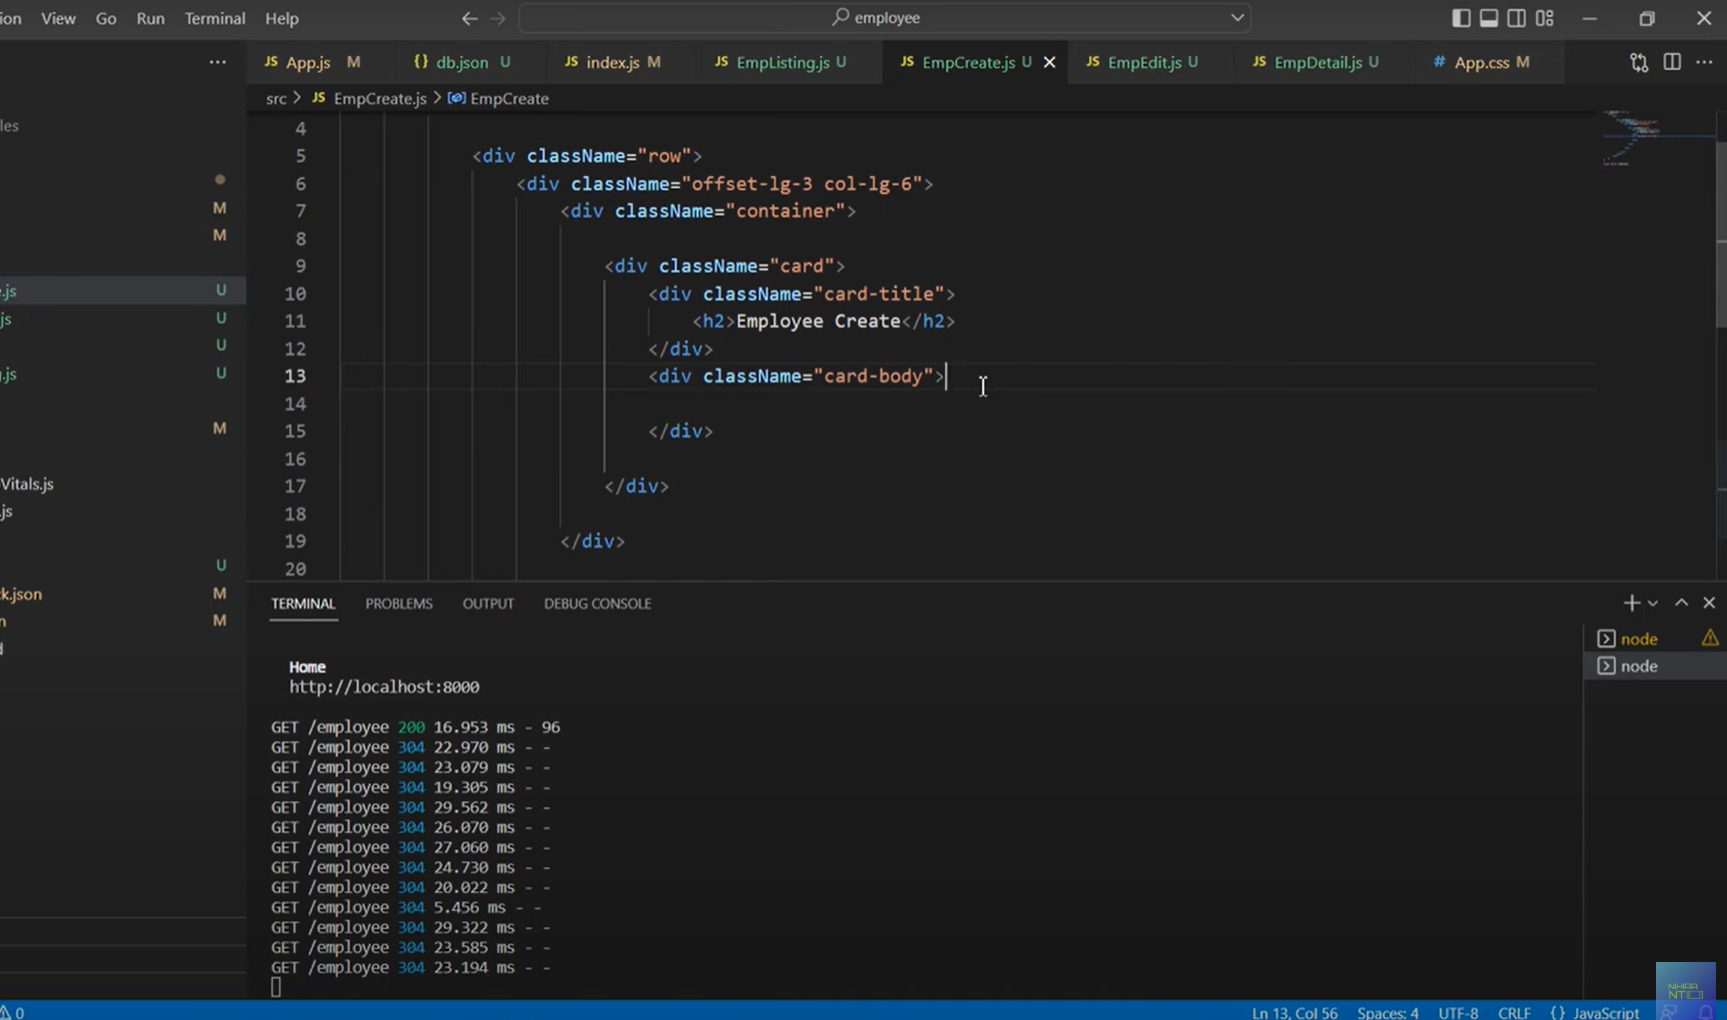 ion View Go Run Terminal Help employee
JS App.js M {} db.json U JS index.js M JS EmpListing.js U JS EmpCreate.js U JS EmpEdit.js U JS EmpDetail.js U # App.css M
src > JS EmpCreate.js > EmpCreate
les
M
M
.js U
js U
U
.js U
M
Vitals.js
.js
U
k.json M
n M
d
4
5 <div className="row">
6 <div className="offset-lg-3 col-lg-6">
7 <div className="container">
8
9 <div className="card">
10 <div className="card-title">
11 <h2>Employee Create</h2>
12 </div>
13 <div className="card-body">
14
15 </div>
16
17 </div>
18
19 </div>
20
TERMINAL PROBLEMS OUTPUT DEBUG CONSOLE
node
node
Home
http://localhost:8000
GET /employee 200 16.953 ms - 96
GET /employee 304 22.970 ms - -
GET /employee 304 23.079 ms - -
GET /employee 304 19.305 ms - -
GET /employee 304 29.562 ms - -
GET /employee 304 26.070 ms - -
GET /employee 304 27.060 ms - -
GET /employee 304 24.730 ms - -
GET /employee 304 20.022 ms - -
GET /employee 304 5.456 ms - -
GET /employee 304 29.322 ms - -
GET /employee 304 23.585 ms - -
GET /employee 304 23.194 ms - -
0 Ln 13, Col 56 Spaces: 4 UTF-8 CRLF {} JavaScript